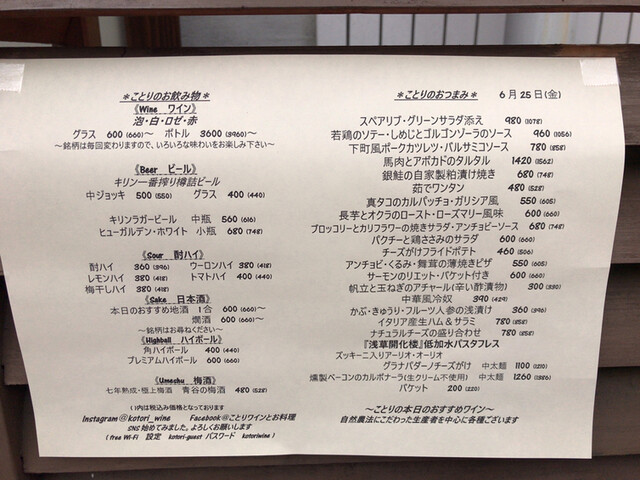 ＊ことりのお飲み物＊
《Wine　ワイン》
泡・白・ロゼ・赤
グラス　600 (660)～　ボトル　3600 (3960)～
～銘柄は毎回変わりますので、いろいろな味わいをお楽しみ下さい～
《Beer　ビール》
キリン一番搾り樽詰ビール
中ジョッキ　500 (550)　グラス　400 (440)
キリンラガービール　中瓶　560 (616)
ヒューガルデン・ホワイト　小瓶　680 (748)
《Sour　酎ハイ》
酎ハイ　360 (396)　ウーロンハイ　380 (418)
レモンハイ　380 (418)　トマトハイ　400 (440)
梅干しハイ　380 (418)
《Sake　日本酒》
本日のおすすめ地酒　1合　600 (660)～
燗酒　600 (660)～
～銘柄はお尋ねください～
《Highball　ハイボール》
角ハイボール　400 (440)
プレミアムハイボール　600 (660)
《Umeshu　梅酒》
七年熟成・極上梅酒　青谷の梅酒　480 (528)
( )内は税込み価格となっております
Instagram@kotori_wine　Facebook@ことりワインとお料理
SNS 始めてみました。よろしくお願いします
( free Wi-Fi　設定　kotori-guest　パスワード　kotoriwine )
＊ことりのおつまみ＊　6月25日(金)
スペアリブ・グリーンサラダ添え　980 (1078)
若鶏のソテー・しめじとゴルゴンゾーラのソース　960 (1056)
下町風ポークカツレツ・バルサミコソース　780 (858)
馬肉とアボカドのタルタル　1420 (1562)
銀鮭の自家製粕漬け焼き　680 (748)
茹でワンタン　480 (528)
真タコのカルパッチョ・ガリシア風　550 (605)
長芋とオクラのロースト・ローズマリー風味　600 (660)
ブロッコリーとカリフラワーの焼きサラダ・アンチョビーソース　680 (748)
パクチーと鶏ささみのサラダ　600 (660)
チーズがけフライドポテト　460 (506)
アンチョビ・くるみ・舞茸の薄焼きピザ　550 (605)
サーモンのリエット・バケット付き　600 (660)
帆立と玉ねぎのアチャール(辛い酢漬物)　300 (330)
中華風冷奴　390 (429)
かぶ・きゅうり・フルーツ人参の浅漬け　360 (396)
イタリア産生ハム＆サラミ　780 (858)
ナチュラルチーズの盛り合わせ　780 (858)
『浅草開化楼』低加水パスタフレス
ズッキーニ入りアーリオ・オーリオ
グラナパダーノチーズがけ　中太麺　1100 (1210)
燻製ベーコンのカルボナーラ(生クリーム不使用)　中太麺　1260 (1386)
バケット　200 (220)
～ことりの本日のおすすめワイン～
自然農法にこだわった生産者を中心に各種ございます